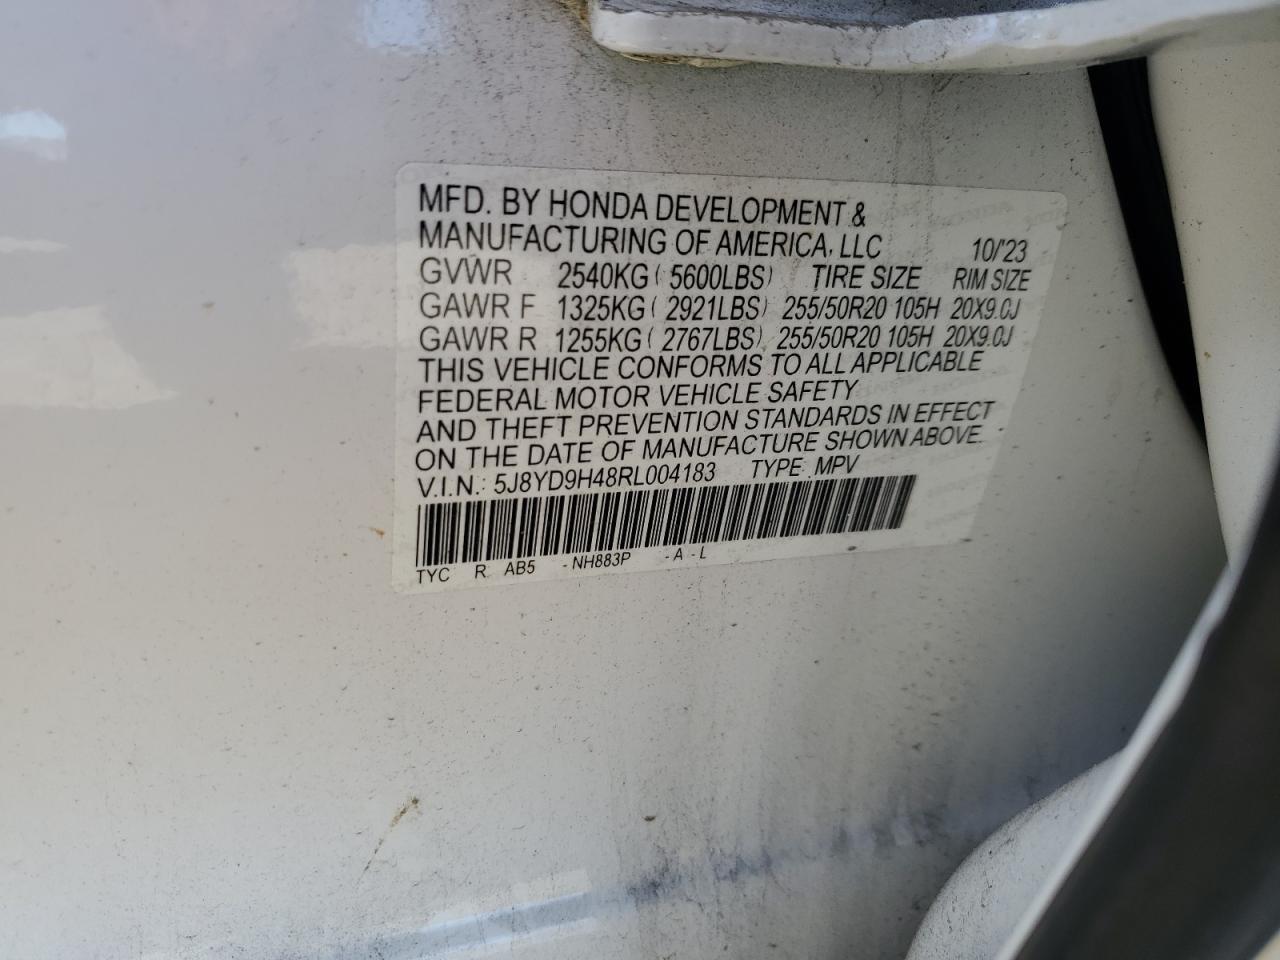 MFD. BY HONDA DEVELOPMENT &
MANUFACTURING OF AMERICA, LLC 10/'23
GVWR 2540KG ( 5600LBS) TIRE SIZE RIM SIZE
GAWR F 1325KG ( 2921LBS) 255/50R20 105H 20X9.0J
GAWR R 1255KG ( 2767LBS) 255/50R20 105H 20X9.0J
THIS VEHICLE CONFORMS TO ALL APPLICABLE
FEDERAL MOTOR VEHICLE SAFETY
AND THEFT PREVENTION STANDARDS IN EFFECT
ON THE DATE OF MANUFACTURE SHOWN ABOVE.
V.I.N.: 5J8YD9H48RL004183 TYPE: MPV
TYC R AB5 -NH883P -A -L